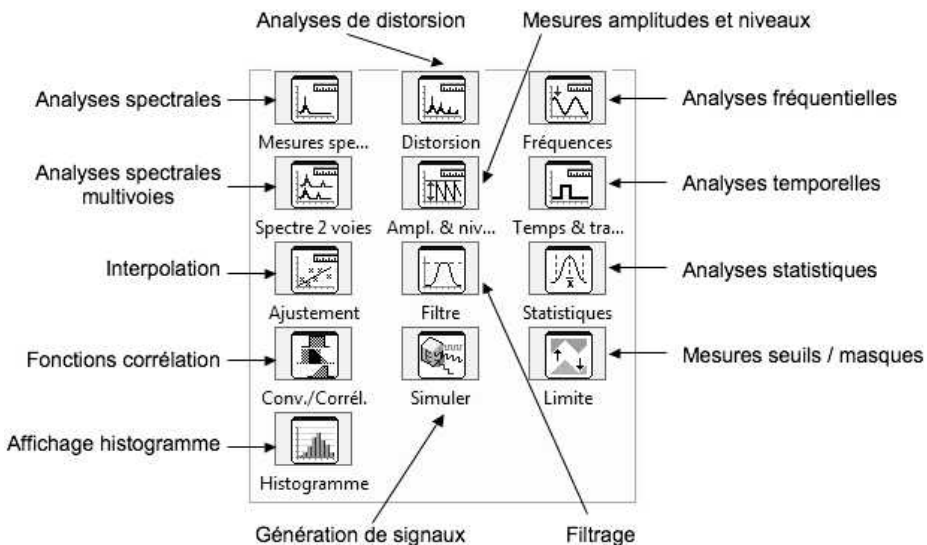 Analyses de distorsion
Mesures amplitudes et niveaux
Analyses spectrales
Analyses fréquentielles
Mesures spe...
Distorsion
Fréquences
Analyses spectrales
multivoies
Analyses temporelles
Spectre 2 voies
Ampl. & niv...
Temps & tra...
Interpolation
Analyses statistiques
Ajustement
Filtre
Statistiques
Fonctions corrélation
Mesures seuils / masques
Conv./Corrél.
Simuler
Limite
Affichage histogramme
Histogramme
Génération de signaux
Filtrage